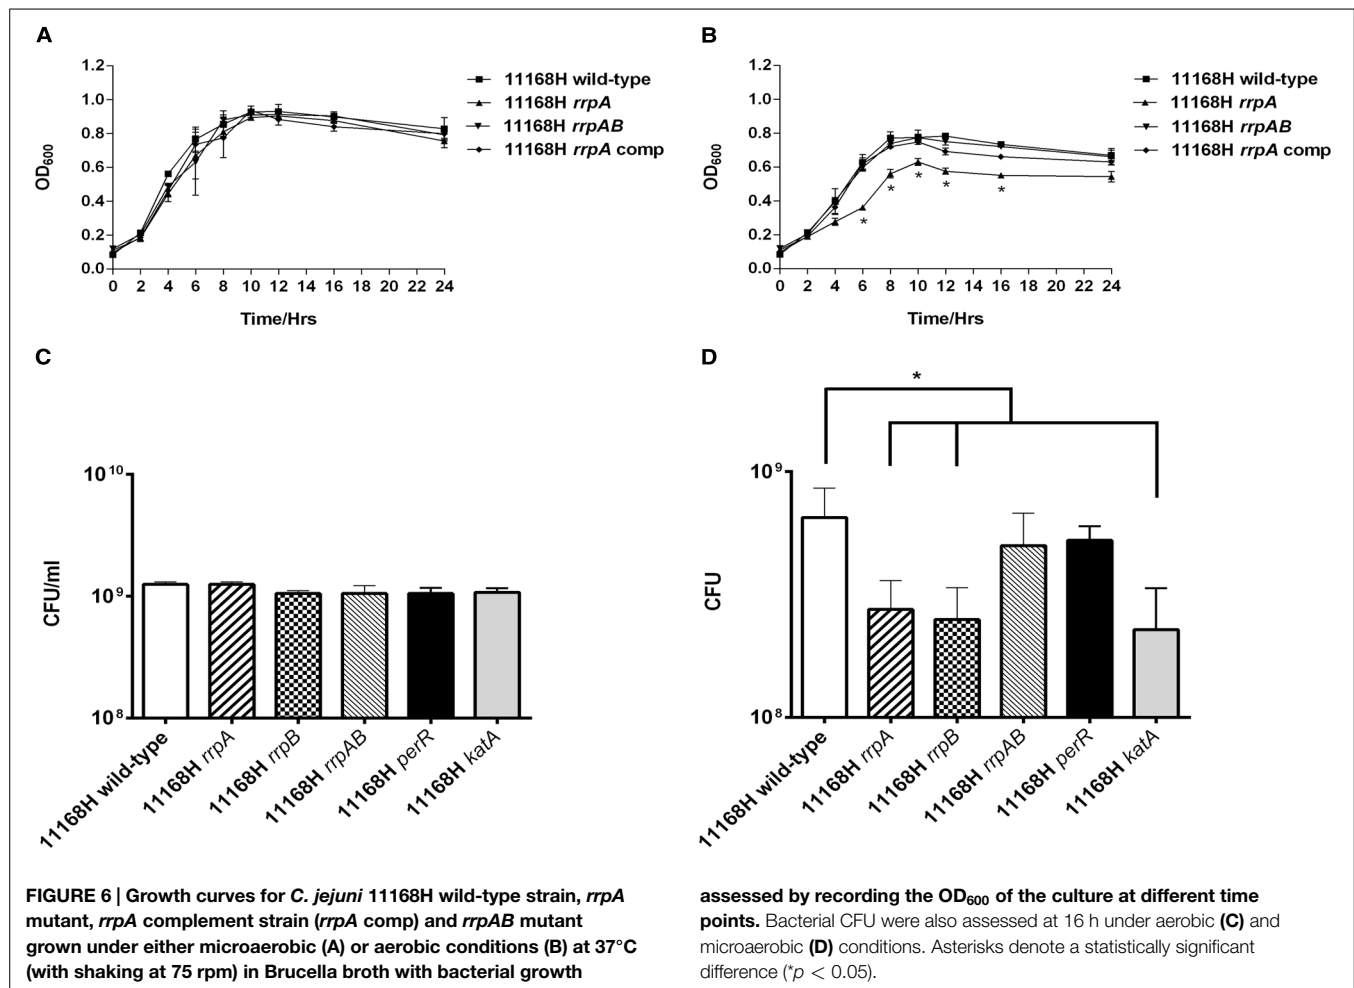 A
1.2
1.0
0.8
0.6
0.4
0.2
0.0
OD600
0 2 4 6 8 10 12 14 16 18 20 22 24
Time/Hrs
11168H wild-type
11168H rrpA
11168H rrpAB
11168H rrpA comp
B
1.2
1.0
0.8
0.6
0.4
0.2
0.0
OD600
* * * * *
0 2 4 6 8 10 12 14 16 18 20 22 24
Time/Hrs
11168H wild-type
11168H rrpA
11168H rrpAB
11168H rrpA comp
C
10^10
10^9
10^8
CFU/ml
11168H wild-type
11168H rrpA
11168H rrpB
11168H rrpAB
11168H perR
11168H katA
D
*
10^9
10^8
CFU
11168H wild-type
11168H rrpA
11168H rrpB
11168H rrpAB
11168H perR
11168H katA
FIGURE 6 | Growth curves for C. jejuni 11168H wild-type strain, rrpA
mutant, rrpA complement strain (rrpA comp) and rrpAB mutant
grown under either microaerobic (A) or aerobic conditions (B) at 37°C
(with shaking at 75 rpm) in Brucella broth with bacterial growth
assessed by recording the OD600 of the culture at different time
points. Bacterial CFU were also assessed at 16 h under aerobic (C) and
microaerobic (D) conditions. Asterisks denote a statistically significant
difference (*p < 0.05).